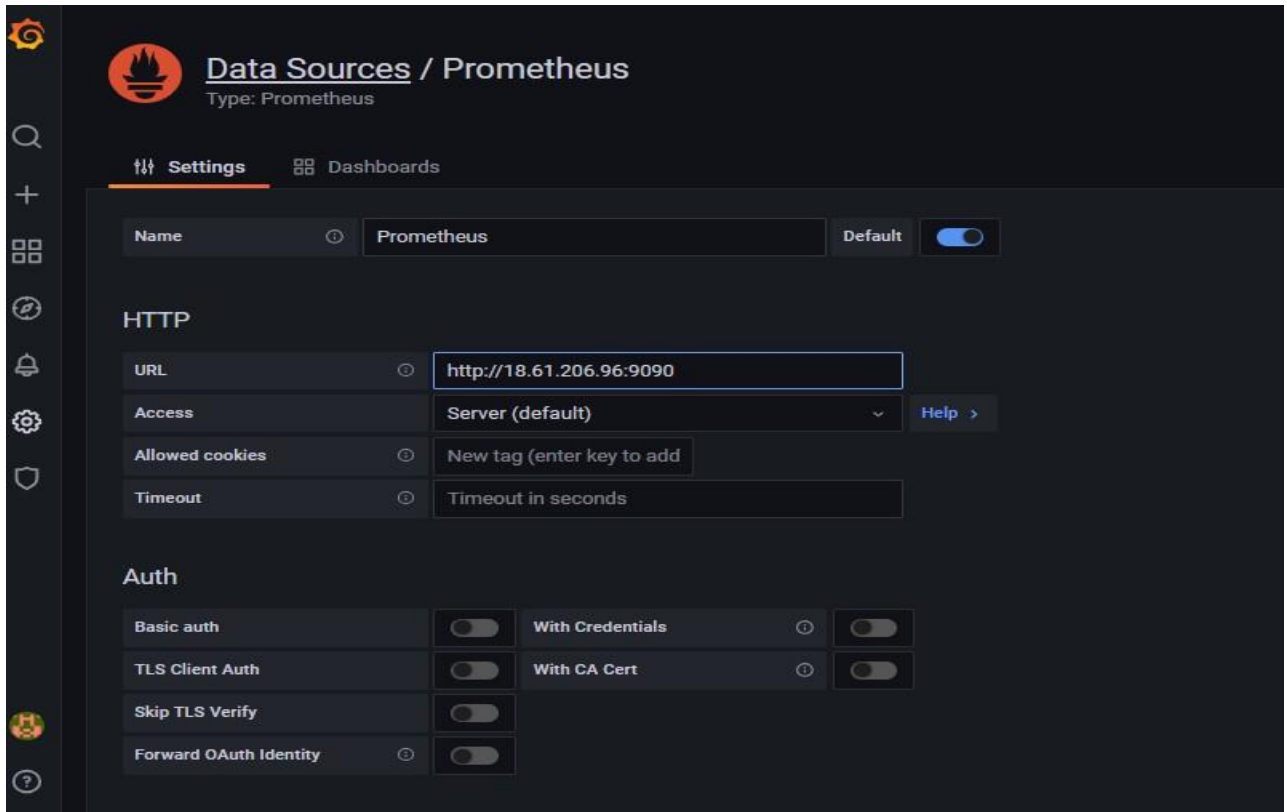 Data Sources / Prometheus
Type: Prometheus
Settings Dashboards
Name Prometheus Default
HTTP
URL http://18.61.206.96:9090
Access Server (default) Help >
Allowed cookies New tag (enter key to add
Timeout Timeout in seconds
Auth
Basic auth With Credentials
TLS Client Auth With CA Cert
Skip TLS Verify
Forward OAuth Identity